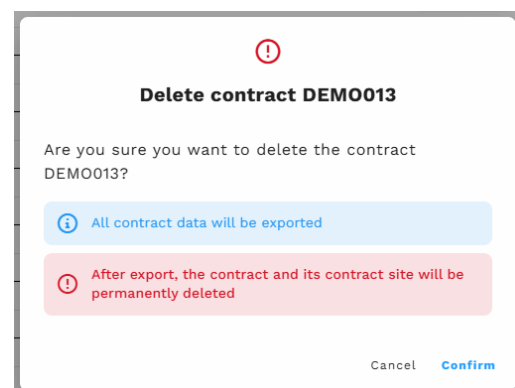 Delete contract DEMO013
Are you sure you want to delete the contract
DEMO013?
All contract data will be exported
After export, the contract and its contract site will be
permanently deleted
Cancel Confirm